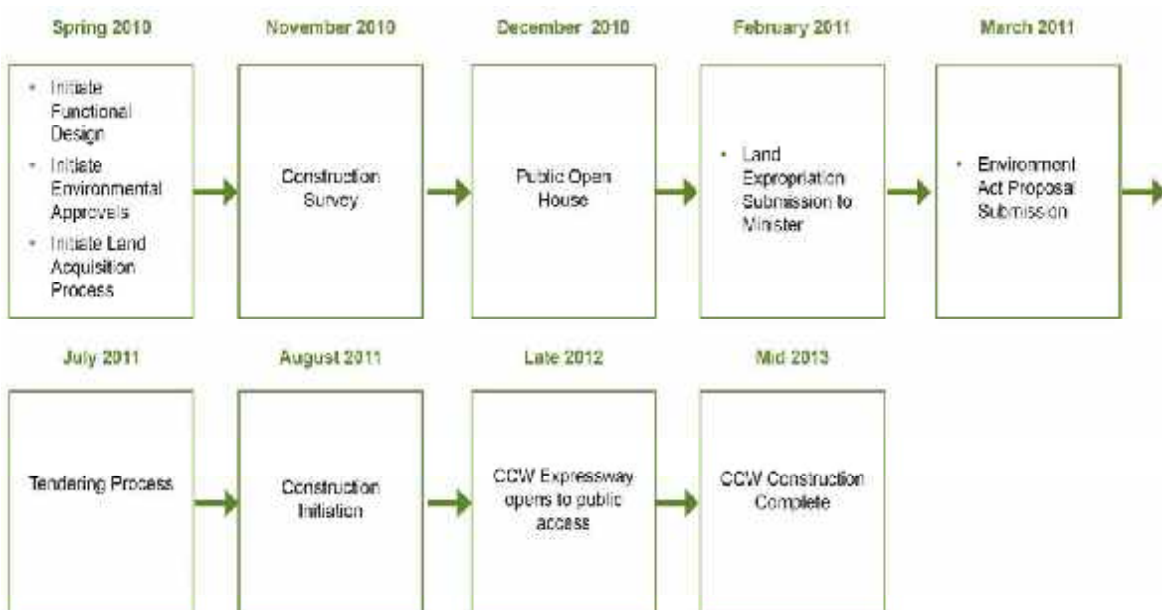 Spring 2010
November 2010
December 2010
February 2011
March 2011
• Initiate
Functional
Design
• Initiate
Environmental
Approvals
• Initiate Land
Acquisition
Process
Construction
Survey
Public Open
House
• Land
Expropriation
Submission to
Minister
• Environment
Act Proposal
Submission
July 2011
August 2011
Late 2012
Mid 2013
Tendering Process
Construction
Initiation
CCW Expressway
opens to public
access
CCW Construction
Complete